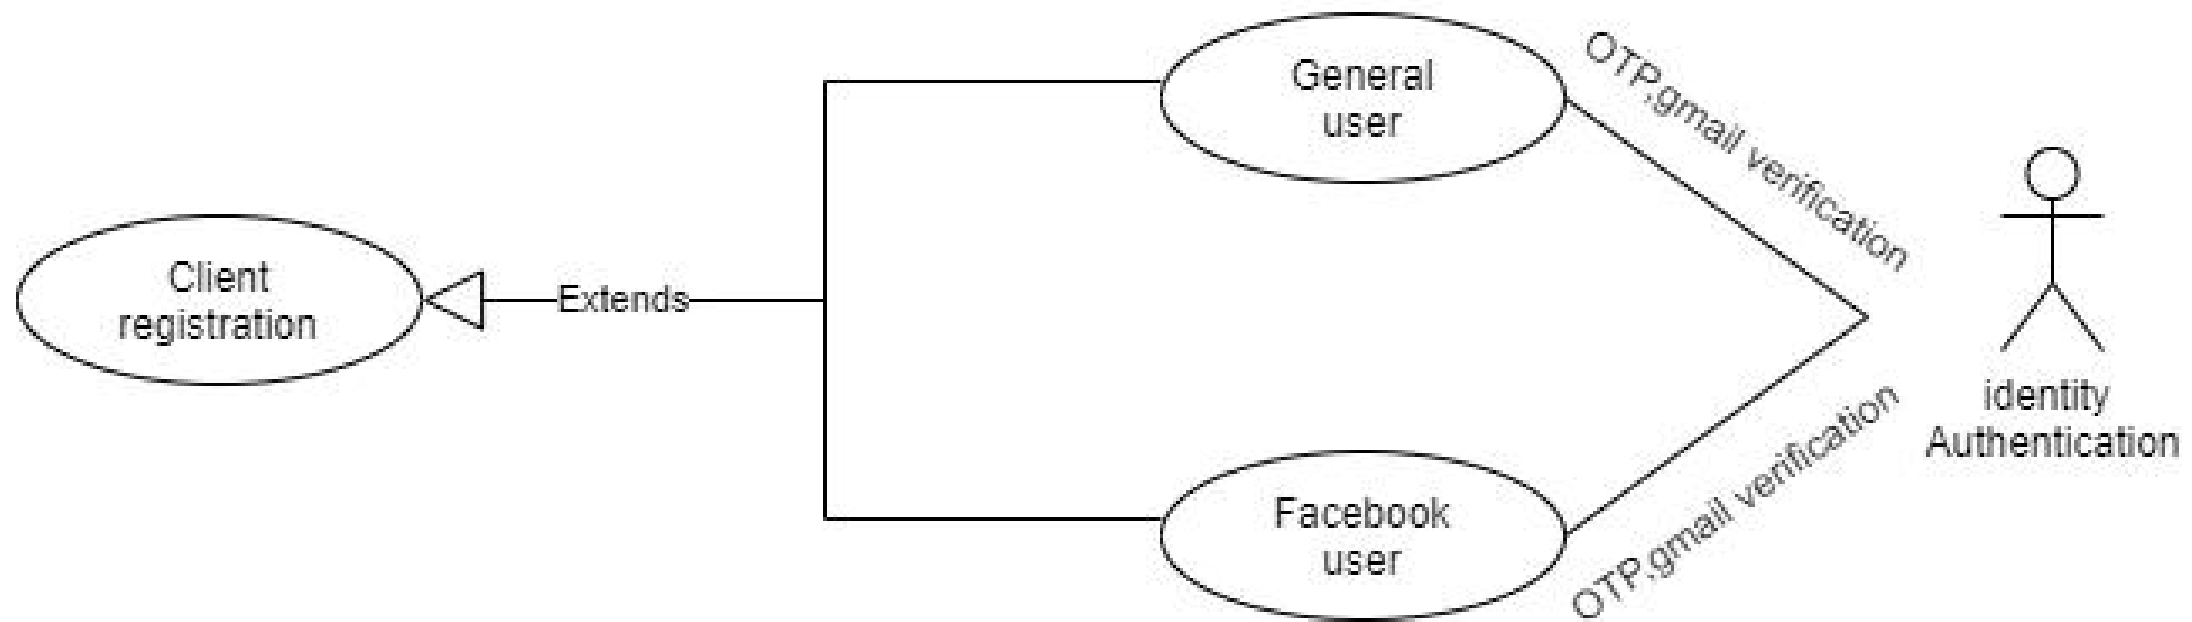 General
user
OTP,gmail verification
Client
registration
Extends
identity
Authentication
Facebook
user
OTP,gmail verification